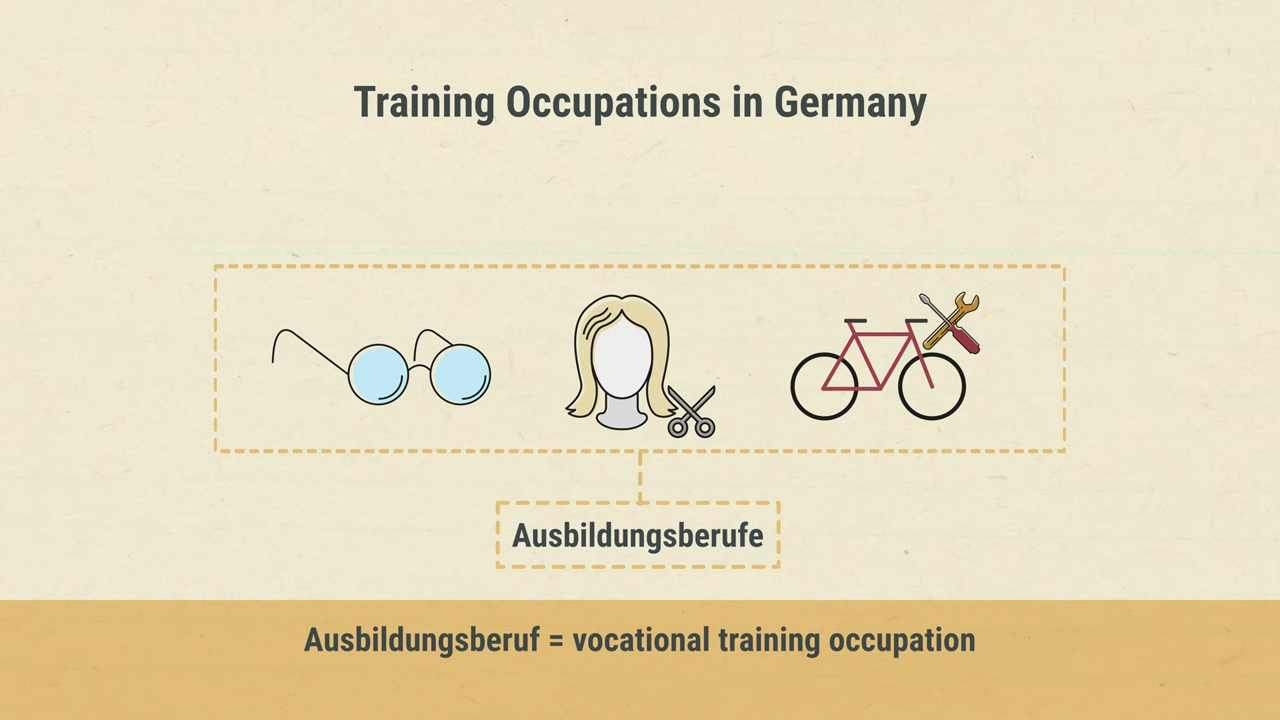 Training Occupations in Germany
Ausbildungsberufe
Ausbildungsberuf = vocational training occupation